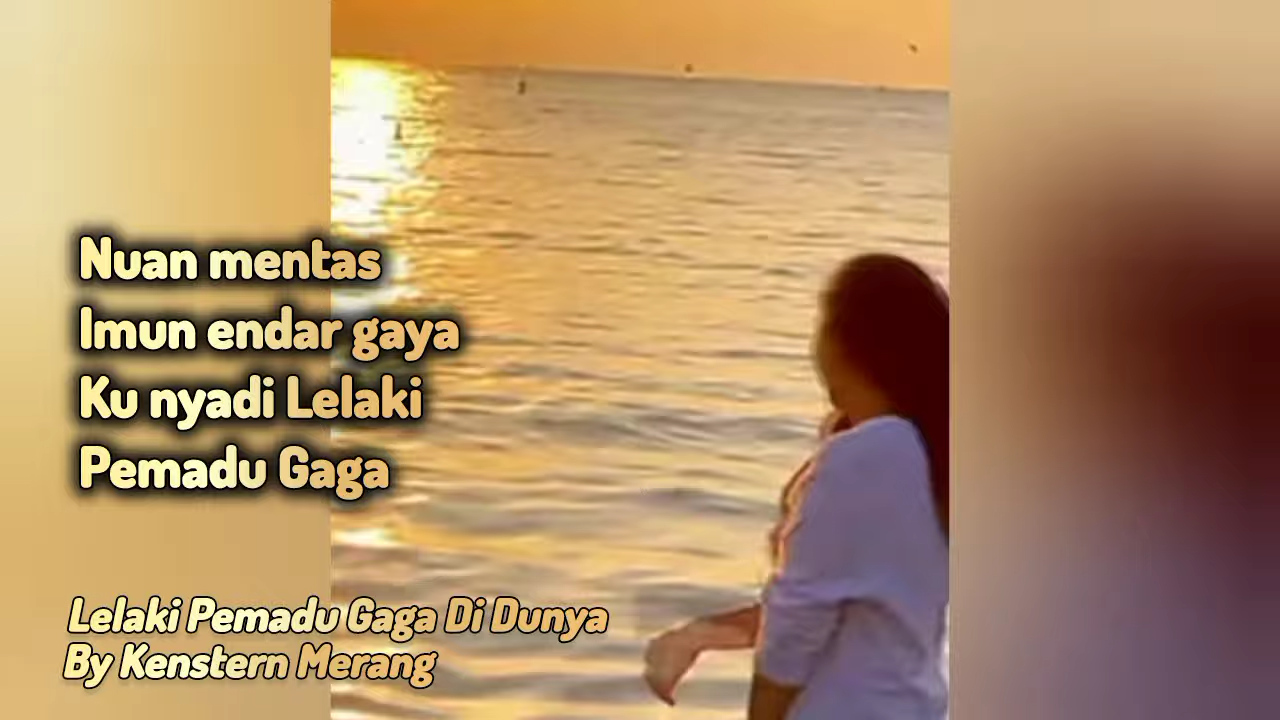 Nuan mentas
Imun endar gaya
Ku nyadi Lelaki
Pemadu Gaga
Lelaki Pemadu Gaga Di Dunya
By Kenstern Merang